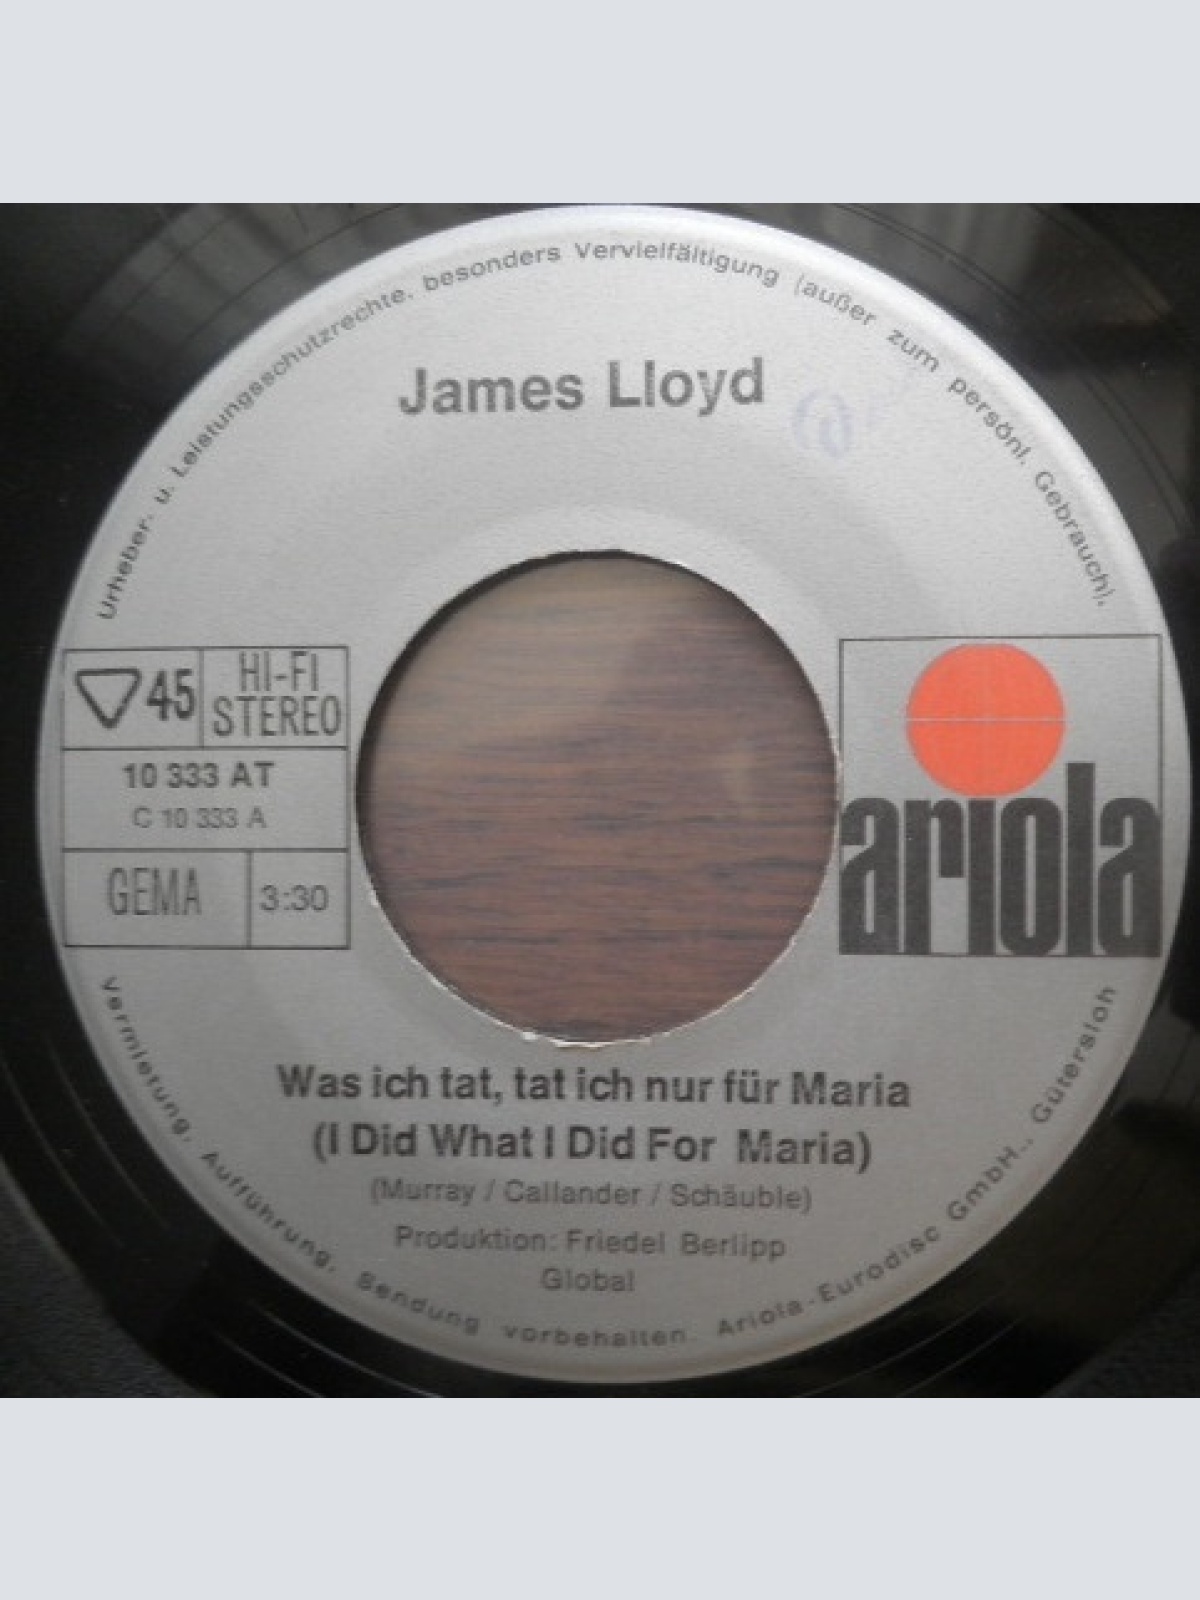 Urheber- u. Leistungsschutzrechte, besonders Vervielfältigung (außer zum persönl. Gebrauch),
James Lloyd
45
HI-FI
STEREO
10 333 AT
C 10 333 A
GEMA
3:30
ariola
Was ich tat, tat ich nur für Maria
(I Did What I Did For Maria)
(Murray / Callander / Schäuble)
Produktion: Friedel Berlipp
Global
Vermietung, Aufführung, Sendung vorbehalten. Ariola-Eurodisc GmbH., Gütersloh